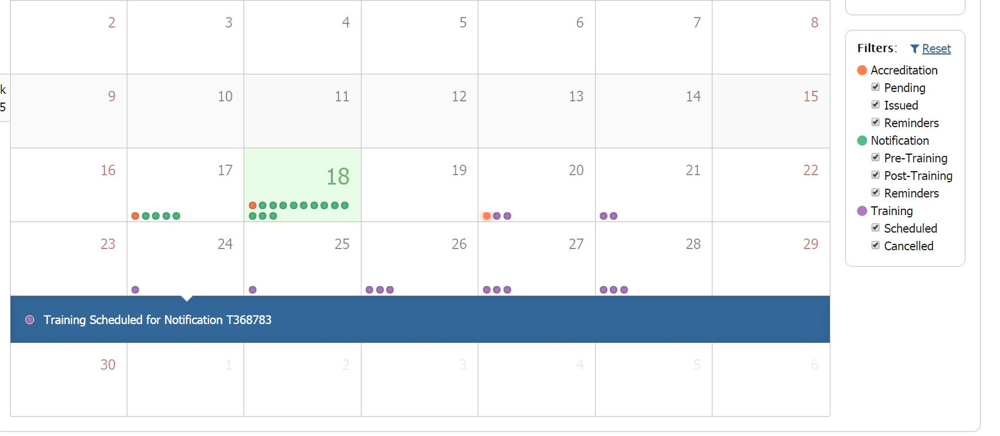 2 3 4 5 6 7 8
Filters: Reset
Accreditation
Pending
Issued
Reminders
Notification
Pre-Training
Post-Training
Reminders
Training
Scheduled
Cancelled
k
5
9 10 11 12 13 14 15
16 17 18 19 20 21 22
23 24 25 26 27 28 29
Training Scheduled for Notification T368783
30 1 2 3 4 5 6